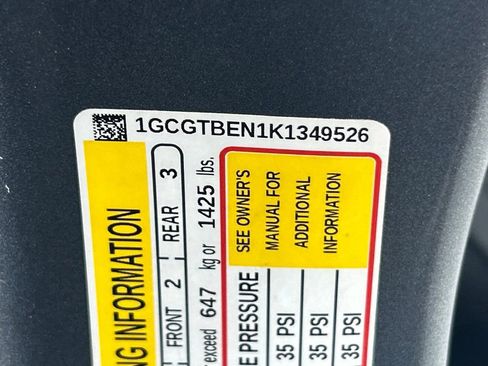 1GCGTBEN1K1349526
NG INFORMATION
FRONT 2 REAR 3
exceed 647 kg or 1425 lbs.
E PRESSURE SEE OWNER'S
MANUAL FOR
ADDITIONAL
INFORMATION
35 PSI
35 PSI
35 PSI